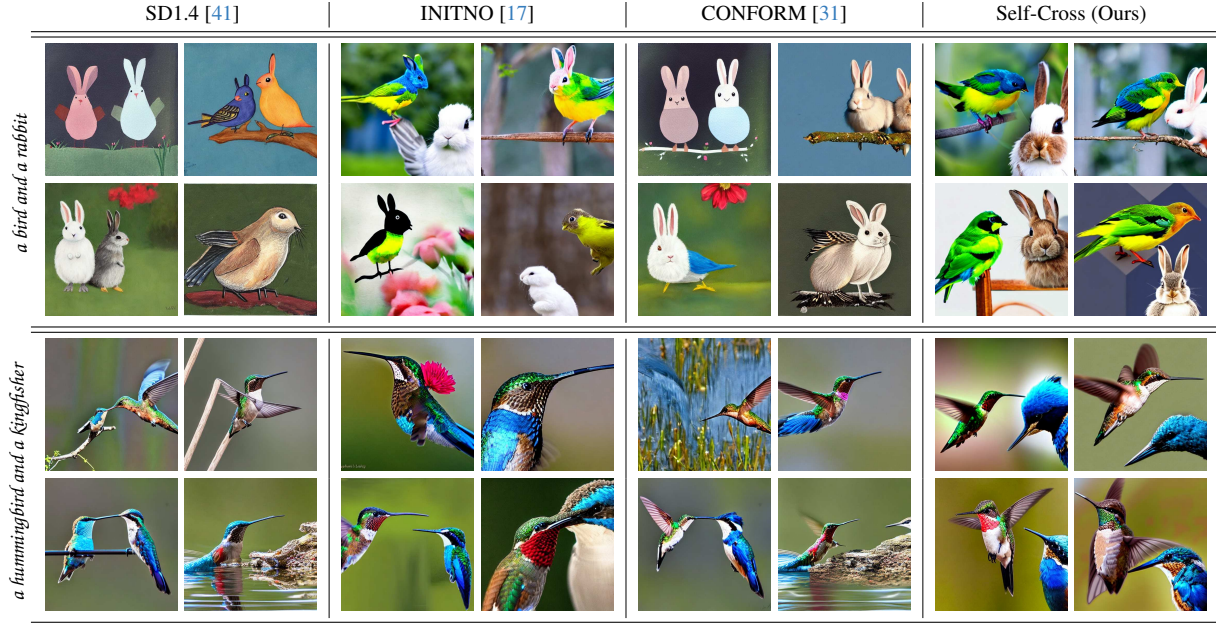 SD1.4 [41]
INITNO [17]
CONFORM [31]
Self-Cross (Ours)
a bird and a rabbit
a hummingbird and a kingfisher